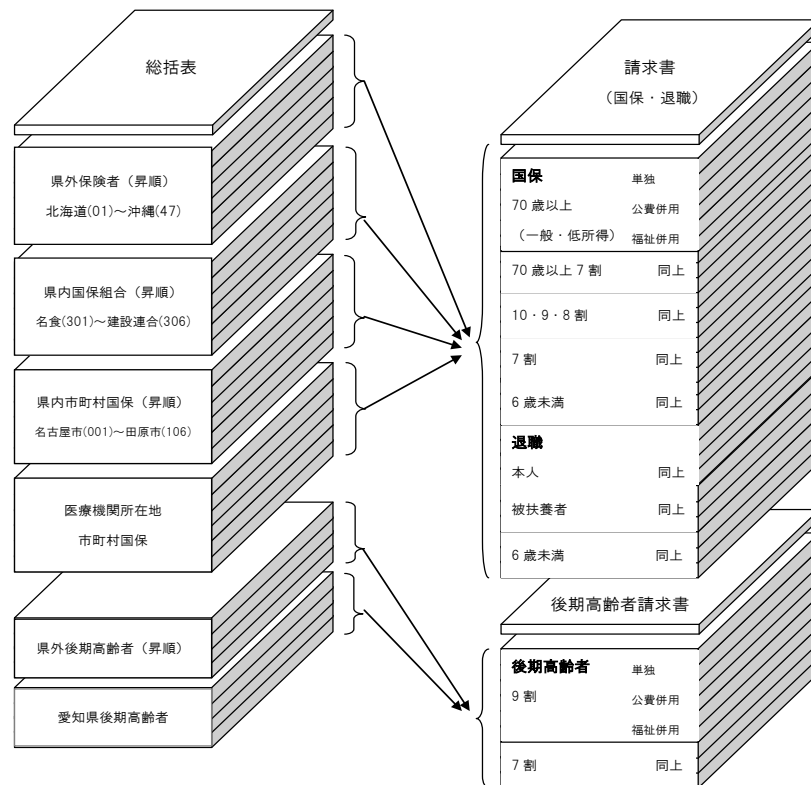 総括表
県外保険者（昇順）
北海道(01)～沖縄(47)
県内国保組合（昇順）
名食(301)～建設連合(306)
県内市町村国保（昇順）
名古屋市(001)～田原市(106)
医療機関所在地
市町村国保
県外後期高齢者（昇順）
愛知県後期高齢者
請求書
（国保・退職）
国保 単独
70 歳以上 公費併用
（一般・低所得） 福祉併用
70 歳以上 7 割 同上
10・9・8 割 同上
7 割 同上
6 歳未満 同上
退職
本人 同上
被扶養者 同上
6 歳未満 同上
後期高齢者請求書
後期高齢者 単独
9 割 公費併用
福祉併用
7 割 同上